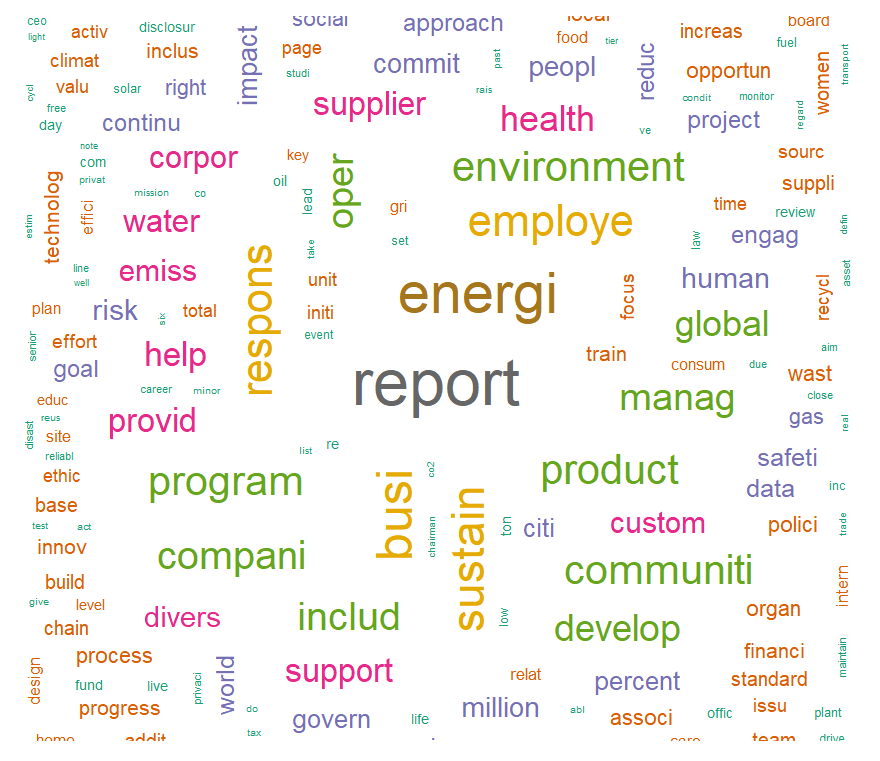 ceo
light
activ
disclosur
social
approach
local
board
climat
inclus
impact
page
commit
food
tier
past
peopl
reduc
increas
fuel
opportun
women
transport
valu
cycl
solar
right
studi
rais
condit
monitor
free
day
continu
supplier
health
ve
project
regard
note
com
privat
corpor
key
oper
environment
sourc
suppli
technolog
mission
co
oil
lead
gri
employe
time
review
effici
estim
water
set
law
engag
defin
line
well
emiss
take
unit
energi
human
asset
plan
risk
six
total
respons
initi
event
focus
global
recycl
senior
effort
goal
help
report
train
consum
due
aim
wast
career
minor
educ
manag
close
reus
disast
site
provid
gas
real
reliabl
list
re
ethic
program
co2
product
safeti
data
inc
base
busi
sustain
test
act
chairman
ton
citi
custom
polici
trade
innov
compani
build
communiti
intern
give
level
chain
divers
includ
low
develop
organ
process
design
fund
live
privaci
world
support
relat
percent
financi
standard
maintain
progress
do
govern
life
million
abl
associ
offic
issu
plant
home
addit
tax
care
team
drive